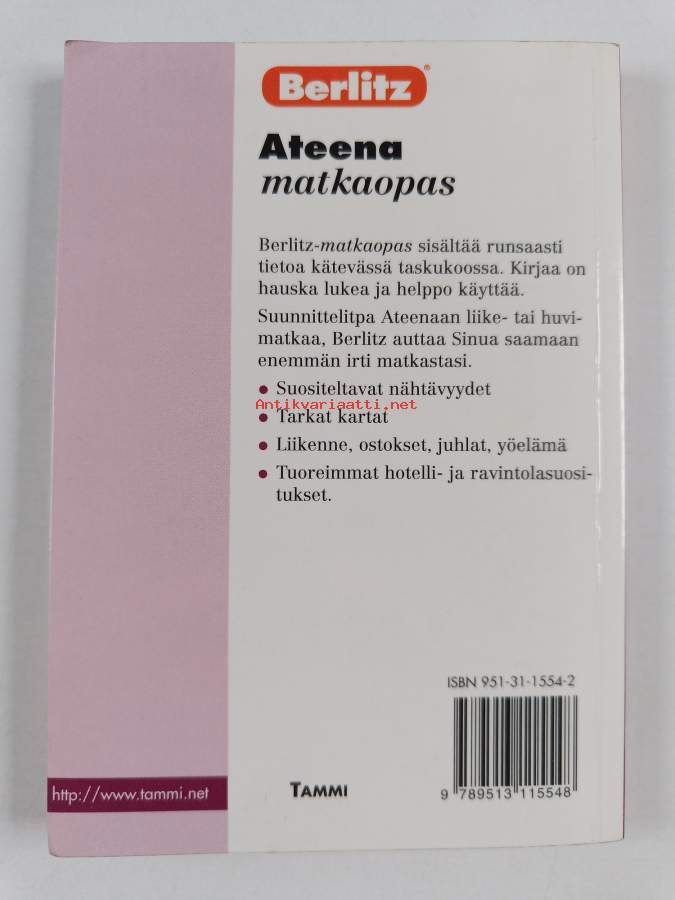 Berlitz®
Ateena
matkaopas
Berlitz-matkaopas sisältää runsaasti
tietoa kätevässä taskukoossa. Kirjaa on
hauska lukea ja helppo käyttää.
Suunnittelitpa Ateenaan liike- tai huvi-
matkaa, Berlitz auttaa Sinua saamaan
enemmän irti matkastasi.
• Suositeltavat nähtävyydet
Antikvariaatti.net
• Tarkat kartat
• Liikenne, ostokset, juhlat, yöelämä
• Tuoreimmat hotelli- ja ravintolasuosi-
tukset.
ISBN 951-31-1554-2
http://www.tammi.net
TAMMI
9 789513 115548